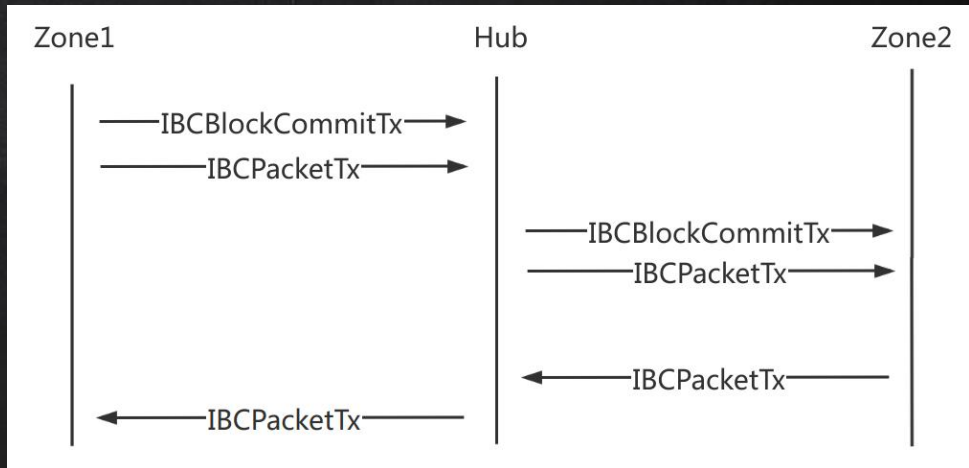 Zone1 Hub Zone2
IBCBlockCommitTx
IBCPacketTx
IBCBlockCommitTx
IBCPacketTx
IBCPacketTx
IBCPacketTx